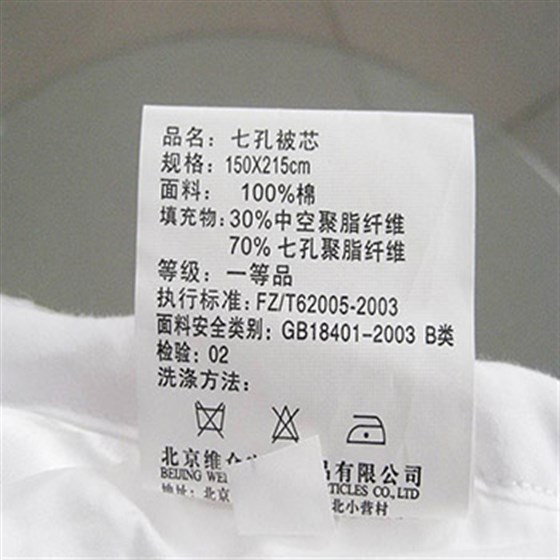 品名：七孔被芯
规格：150X215cm
面料： 100%棉
填充物：30%中空聚脂纤维
70%七孔聚脂纤维
等级：一等品
执行标准：FZ/T62005-2003
面料安全类别：GB18401-2003 B类
检验：02
洗涤方法：
北京维 品有限公司
BEIJING TICLES CO.,LTD
地址：北京 北小营村